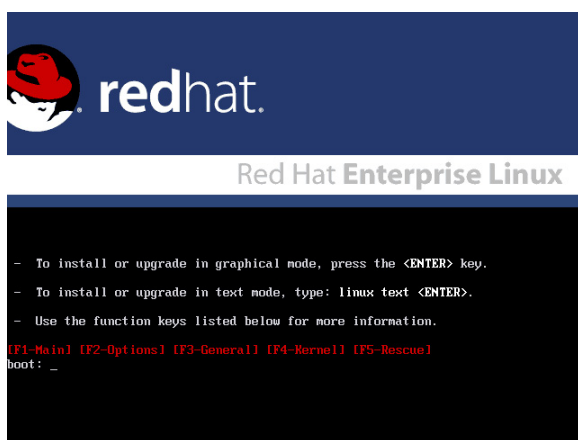 redhat.
Red Hat Enterprise Linux
- To install or upgrade in graphical mode, press the <ENTER> key.
- To install or upgrade in text mode, type: linux text <ENTER>.
- Use the function keys listed below for more information.
[F1-Main] [F2-Options] [F3-General] [F4-Kernel] [F5-Rescue]
boot: _